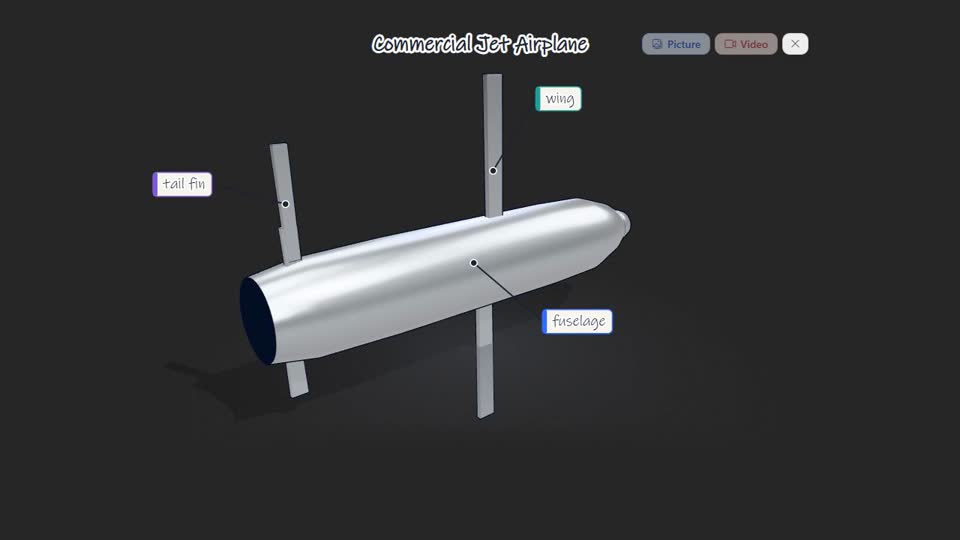 Commercial Jet Airplane
Picture
Video
wing
tail fin
fuselage